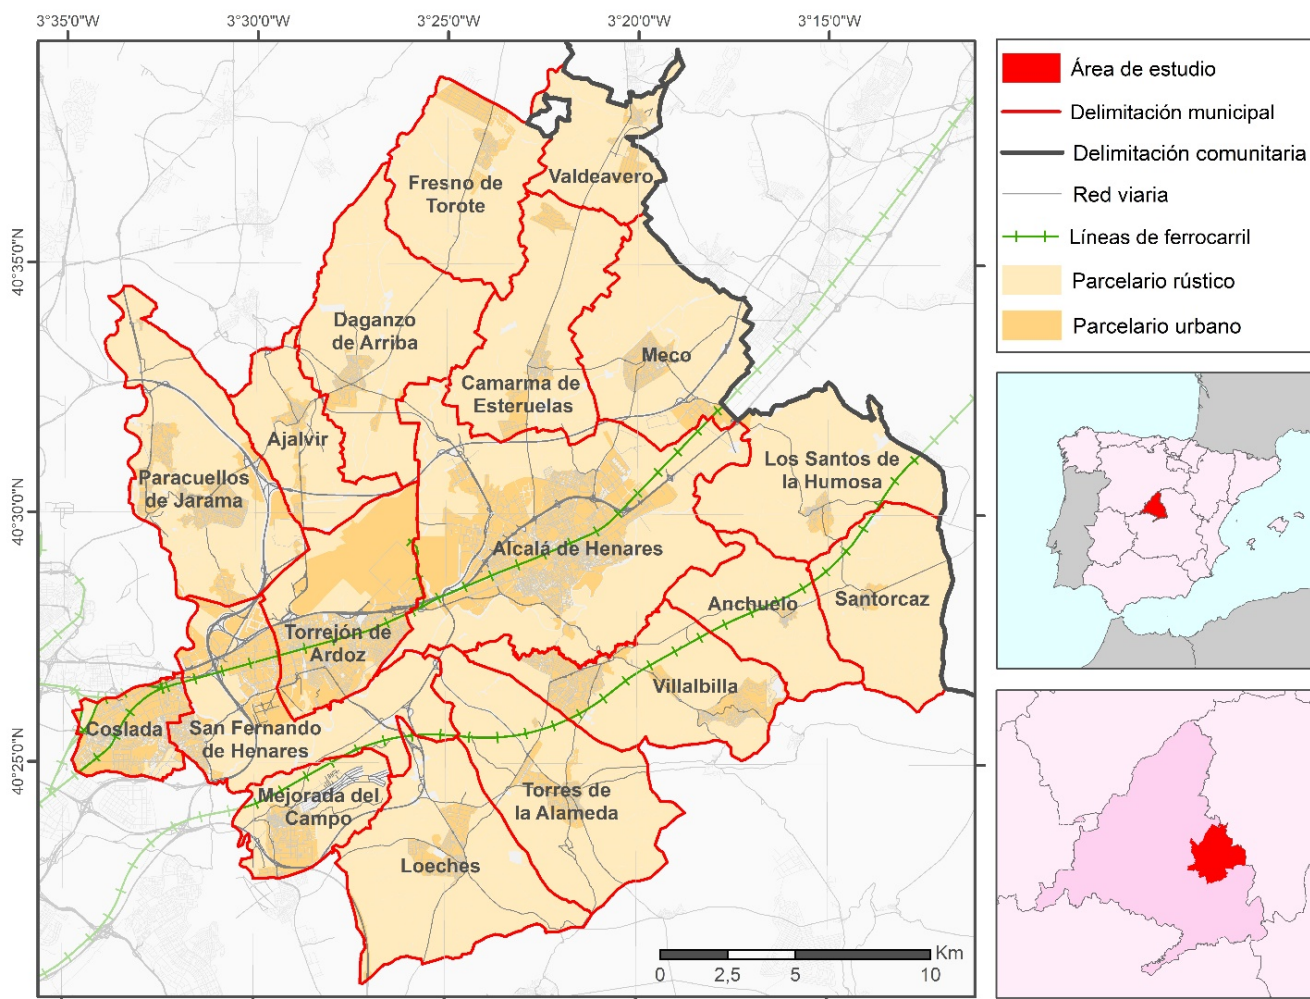 3°35'0"W
3°30'0"W
3°25'0"W
3°20'0"W
3°15'0"W
40°35'0"N
40°30'0"N
40°25'0"N
Fresno de
Torote
Valdeavero
Daganzo
de Arriba
Meco
Camarma de
Esteruelas
Ajalvir
Los Santos de
la Humosa
Paracuellos
de Jarama
Alcalá de Henares
Anchuelo
Santorcaz
Torrejón de
Ardoz
Villalbilla
Coslada
San Fernando
de Henares
Mejorada del
Campo
Torres de
la Alameda
Loeches
Km
0
2,5
5
10
Área de estudio
Delimitación municipal
Delimitación comunitaria
Red viaria
Líneas de ferrocarril
Parcelario rústico
Parcelario urbano